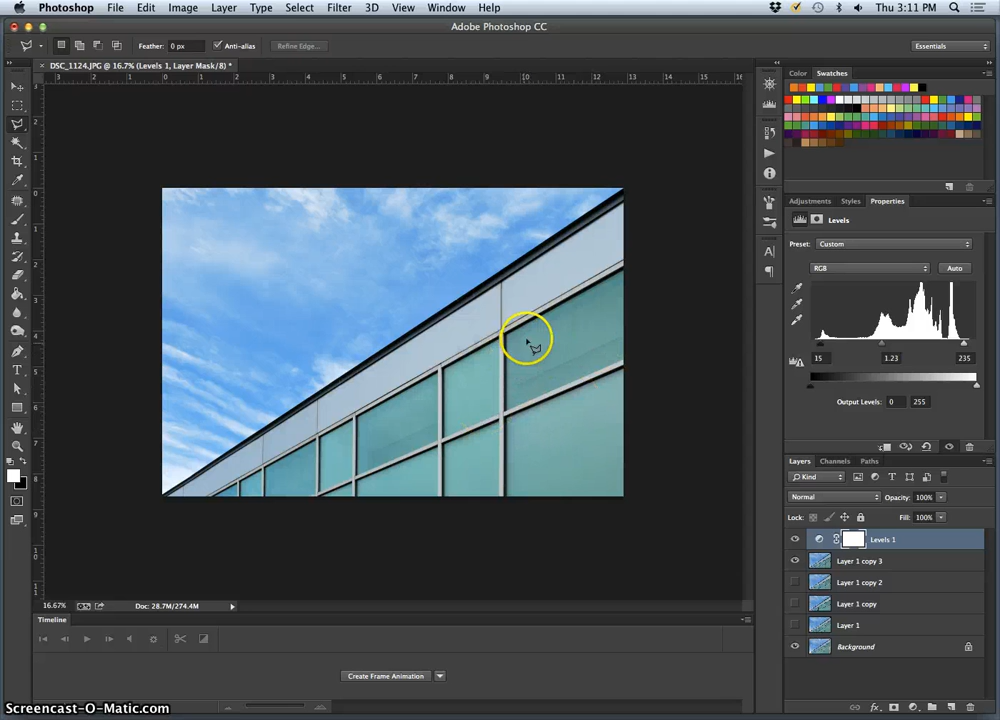 Photoshop File Edit Image Layer Type Select Filter 3D View Window Help Thu 3:11 PM
Adobe Photoshop CC
Feather: 0 px Anti-alias Refine Edge... Essentials
DSC_1124.JPG @ 16.7% (Levels 1, Layer Mask/8) *
Color Swatches
Adjustments Styles Properties
Levels
Preset: Custom
RGB Auto
15 1.23 235
Output Levels: 0 255
Layers Channels Paths
Kind
Normal Opacity: 100%
Lock: Fill: 100%
Levels 1
Layer 1 copy 3
Layer 1 copy 2
Layer 1 copy
Layer 1
Background
16.67% Doc: 28.7M/274.4M
Timeline
Create Frame Animation
Screencast-O-Matic.com